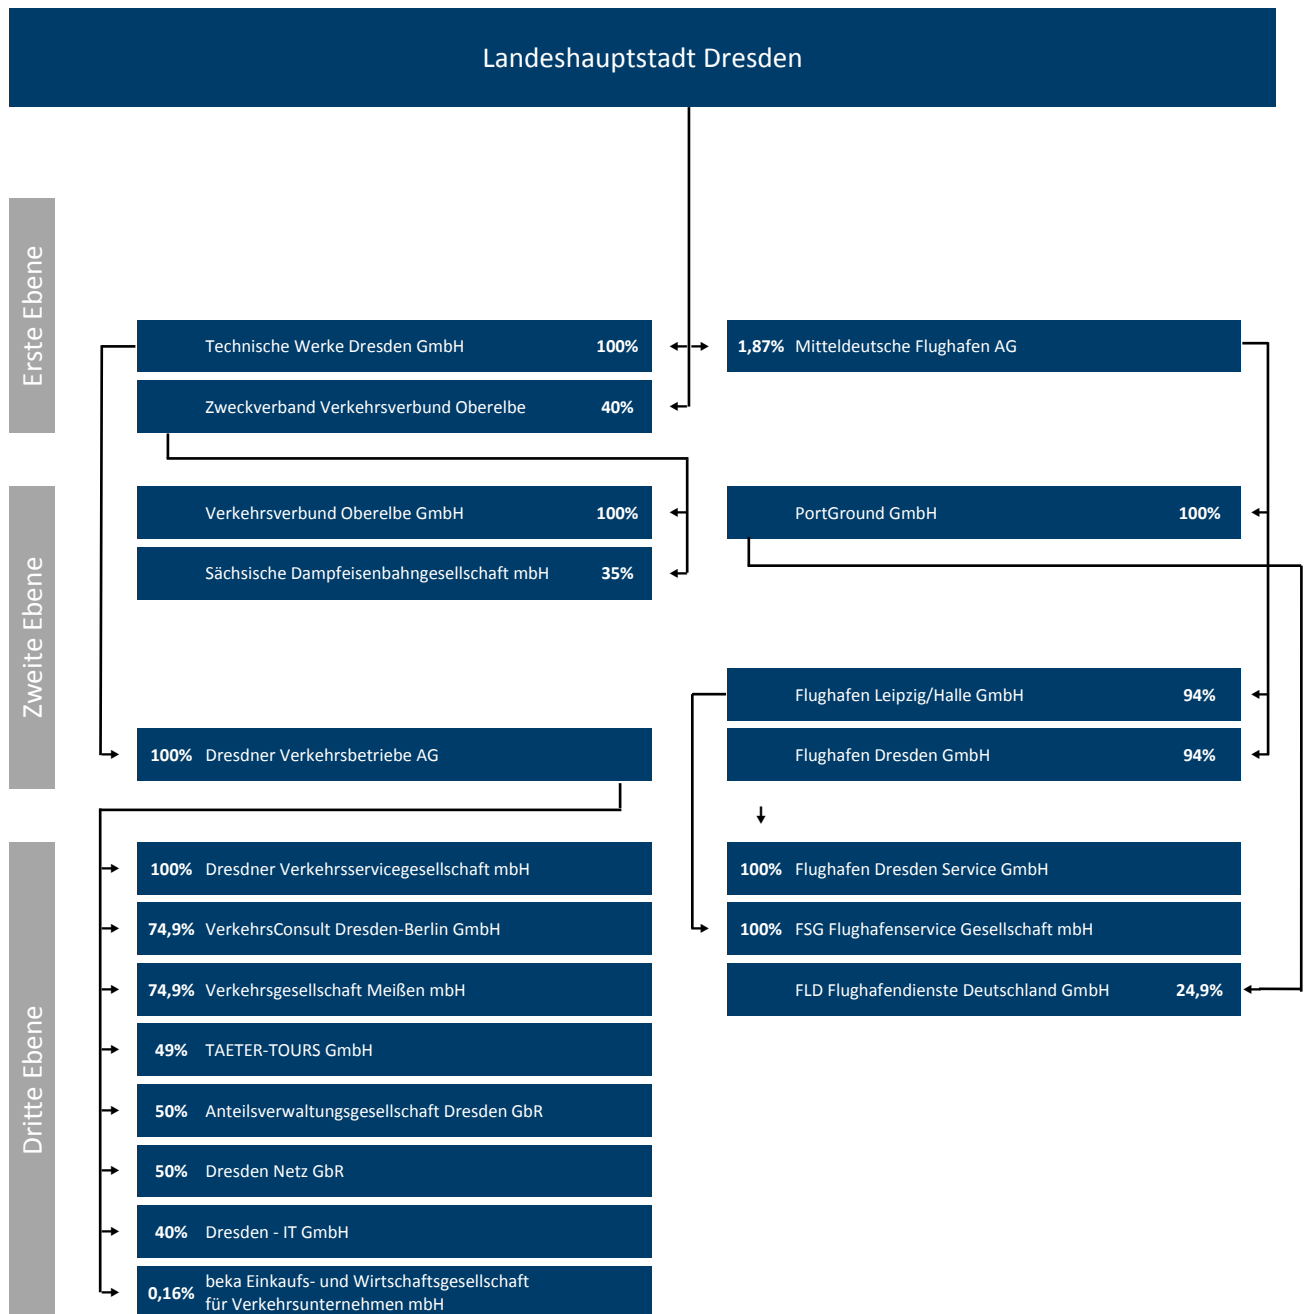 Landeshauptstadt Dresden
Erste Ebene
Technische Werke Dresden GmbH 100%
1,87% Mitteldeutsche Flughafen AG
Zweckverband Verkehrsverbund Oberelbe 40%
Zweite Ebene
Verkehrsverbund Oberelbe GmbH 100%
PortGround GmbH 100%
Sächsische Dampfeisenbahngesellschaft mbH 35%
Flughafen Leipzig/Halle GmbH 94%
100% Dresdner Verkehrsbetriebe AG
Flughafen Dresden GmbH 94%
Dritte Ebene
100% Dresdner Verkehrsservicegesellschaft mbH
100% Flughafen Dresden Service GmbH
74,9% VerkehrsConsult Dresden-Berlin GmbH
100% FSG Flughafenservice Gesellschaft mbH
74,9% Verkehrsgesellschaft Meißen mbH
FLD Flughafendienste Deutschland GmbH 24,9%
49% TAETER-TOURS GmbH
50% Anteilsverwaltungsgesellschaft Dresden GbR
50% Dresden Netz GbR
40% Dresden - IT GmbH
0,16% beka Einkaufs- und Wirtschaftsgesellschaft
für Verkehrsunternehmen mbH